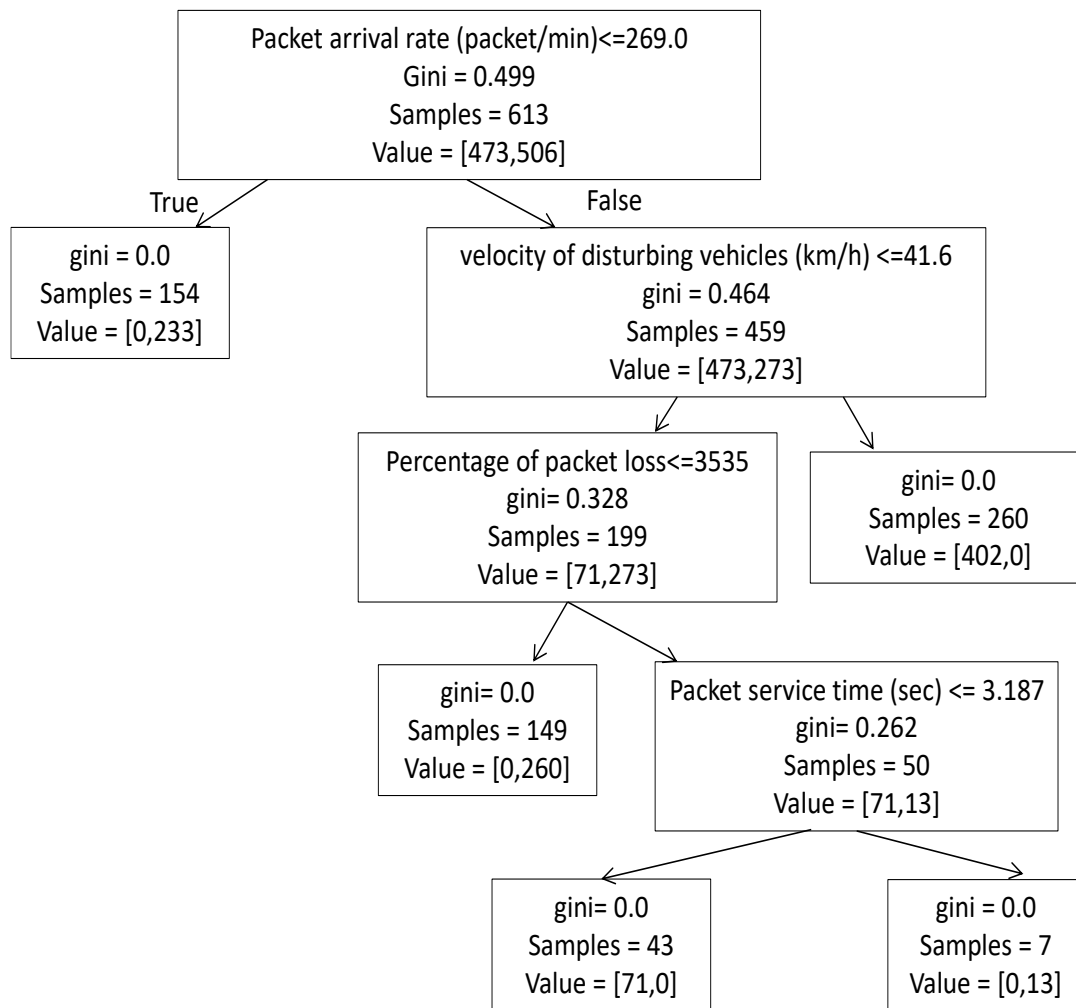 Packet arrival rate (packet/min)<=269.0
Gini = 0.499
Samples = 613
Value = [473,506]
True
False
gini = 0.0
Samples = 154
Value = [0,233]
velocity of disturbing vehicles (km/h) <=41.6
gini = 0.464
Samples = 459
Value = [473,273]
Percentage of packet loss<=3535
gini= 0.328
Samples = 199
Value = [71,273]
gini= 0.0
Samples = 260
Value = [402,0]
gini= 0.0
Samples = 149
Value = [0,260]
Packet service time (sec) <= 3.187
gini= 0.262
Samples = 50
Value = [71,13]
gini= 0.0
Samples = 43
Value = [71,0]
gini= 0.0
Samples = 7
Value = [0,13]